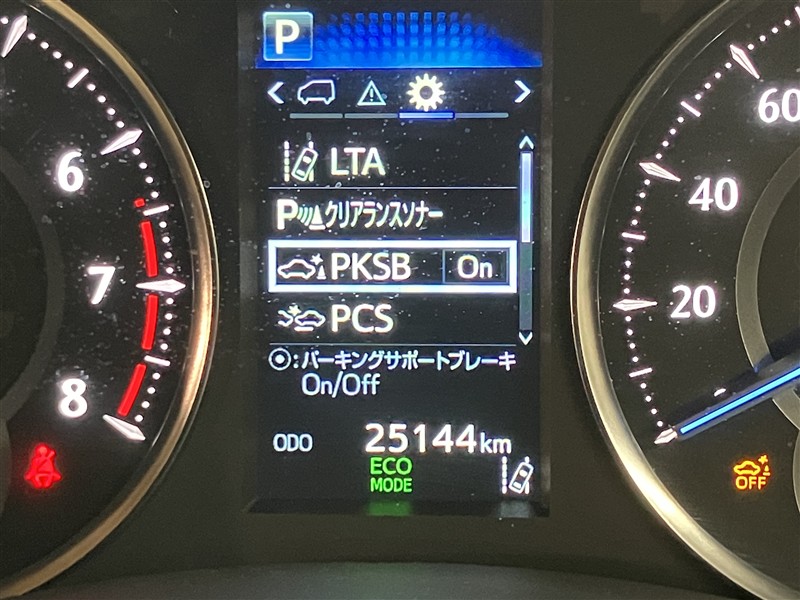 P
LTA
P クリアランスソナー
PKSB On
PCS
⦿:パーキングサポートブレーキ
On/Off
ODO 25144km
ECO
MODE
6
7
8
60
40
20
OFF